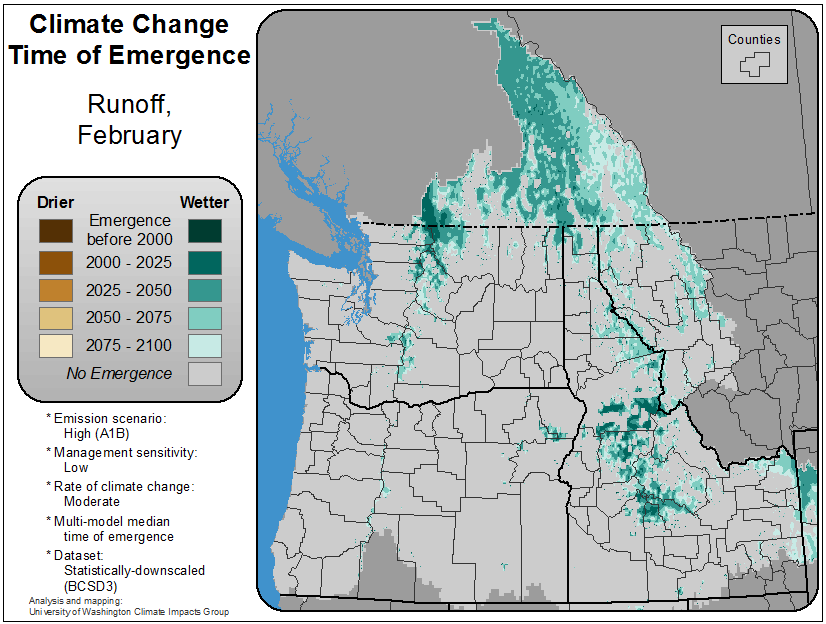 Climate Change
Time of Emergence
Runoff,
February
Counties
Drier
Wetter
Emergence
before 2000
2000 - 2025
2025 - 2050
2050 - 2075
2075 - 2100
No Emergence
* Emission scenario:
High (A1B)
* Management sensitivity:
Low
* Rate of climate change:
Moderate
* Multi-model median
time of emergence
* Dataset:
Statistically-downscaled
(BCSD3)
Analysis and mapping:
University of Washington Climate Impacts Group